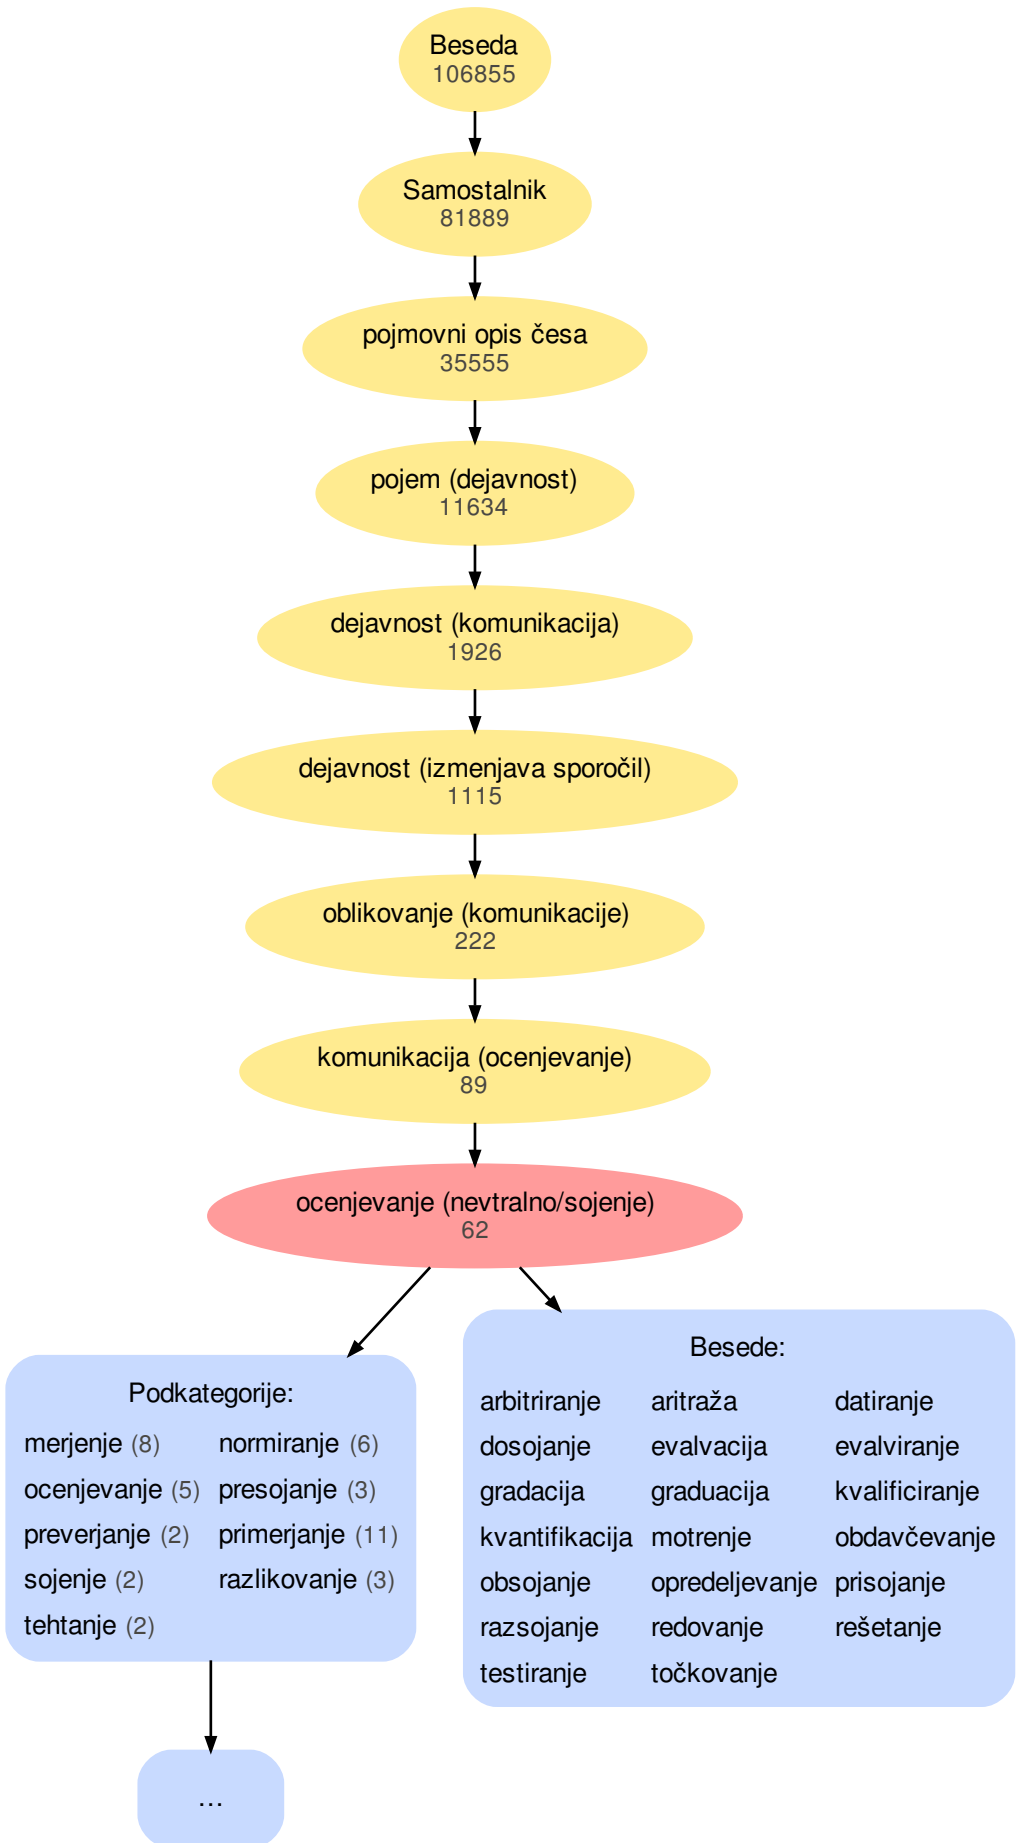 Beseda
106855
Samostalnik
81889
pojmovni opis česa
35555
pojem (dejavnost)
11634
dejavnost (komunikacija)
1926
dejavnost (izmenjava sporočil)
1115
oblikovanje (komunikacije)
222
komunikacija (ocenjevanje)
89
ocenjevanje (nevtralno/sojenje)
62
Podkategorije:
merjenje (8) normiranje (6)
ocenjevanje (5) presojanje (3)
preverjanje (2) primerjanje (11)
sojenje (2) razlikovanje (3)
tehtanje (2)
...
Besede:
arbitriranje aritraža datiranje
dosojanje evalvacija evalviranje
gradacija graduacija kvalificiranje
kvantifikacija motrenje obdavčevanje
obsojanje opredeljevanje prisojanje
razsojanje redovanje rešetanje
testiranje točkovanje